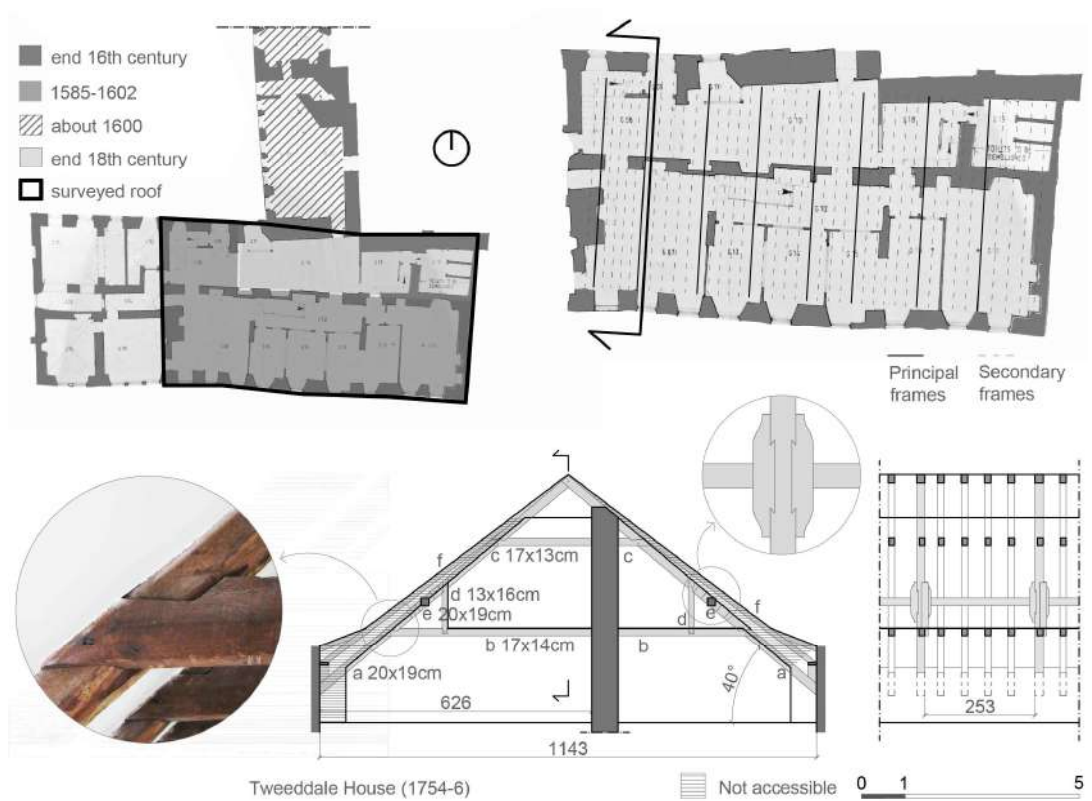 end 16th century
1585-1602
about 1600
end 18th century
surveyed roof
Principal
frames
Secondary
frames
c 17x13cm
c
f
d 13x16cm
e 20x19cm
d
e
f
b 17x14cm
b
a 20x19cm
a
40°
626
1143
253
Tweeddale House (1754-6)
Not accessible
0 1 5